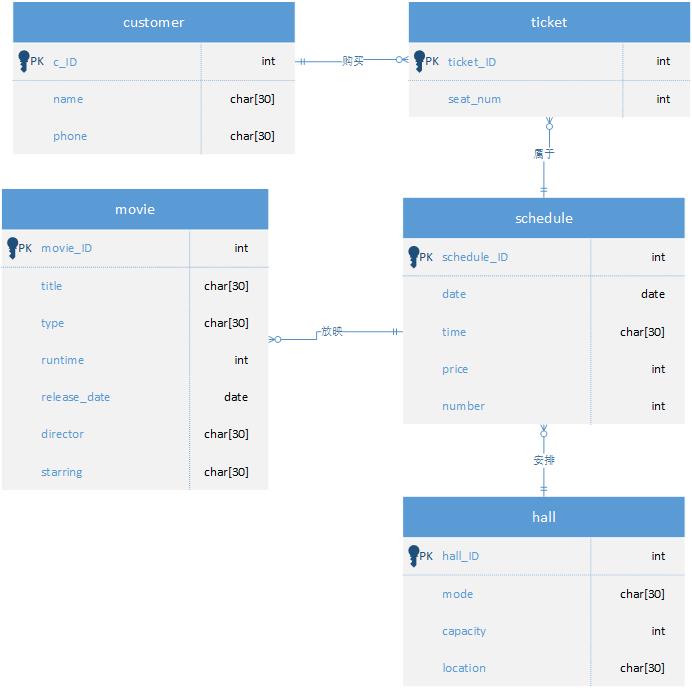 customer
PK c_ID int
name char[30]
phone char[30]
购买
ticket
PK ticket_ID int
seat_num int
属于
movie
PK movie_ID int
title char[30]
type char[30]
runtime int
release_date date
director char[30]
starring char[30]
放映
schedule
PK schedule_ID int
date date
time char[30]
price int
number int
安排
hall
PK hall_ID int
mode char[30]
capacity int
location char[30]